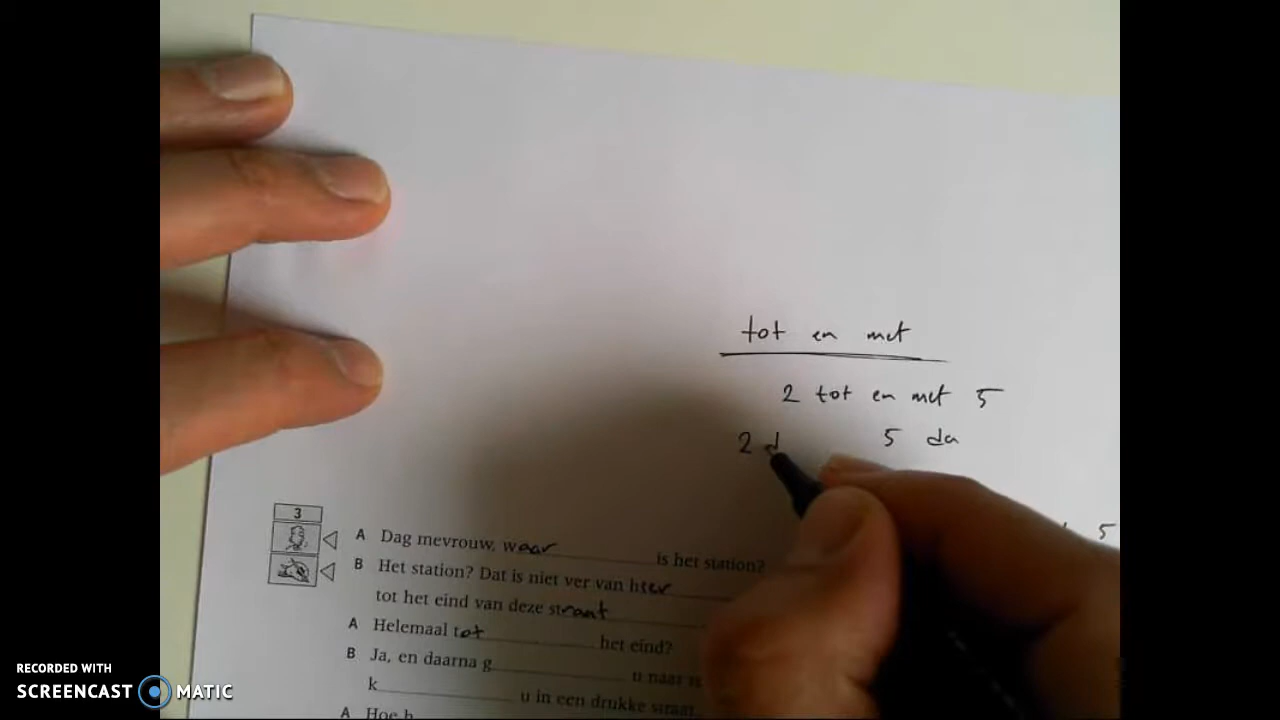 tot en met
2 tot en met 5
2 d 5 da
5
3
A Dag mevrouw, waar is het station?
B Het station? Dat is niet ver van hier
tot het eind van deze straat
A Helemaal tot het eind?
B Ja, en daarna g u naar
k u in een drukke straat
A Hoe h
RECORDED WITH
SCREENCAST MATIC